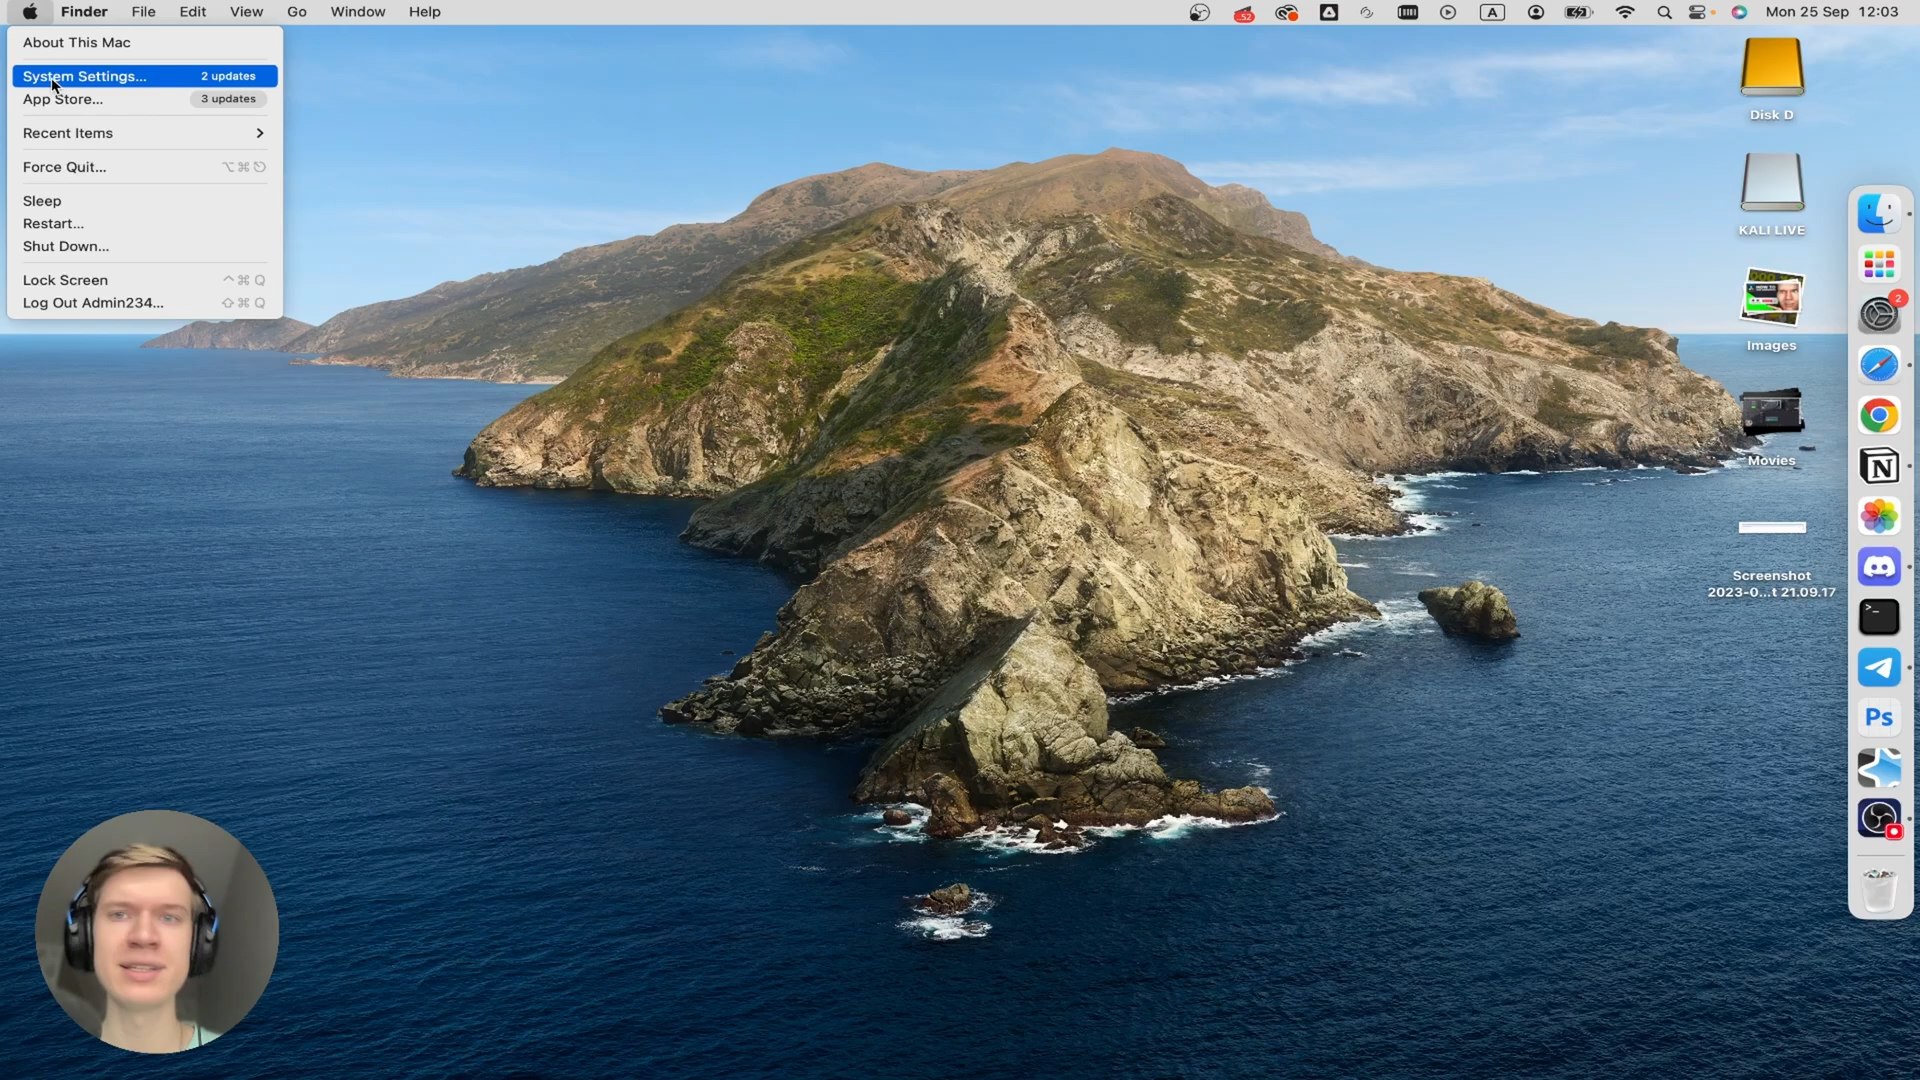 Finder File Edit View Go Window Help
.52
A
Mon 25 Sep 12:03
About This Mac
System Settings... 2 updates
App Store... 3 updates
Recent Items
Force Quit... ⌥⌘⎋
Sleep
Restart...
Shut Down...
Lock Screen ^⌘Q
Log Out Admin234... ⇧⌘Q
Disk D
KALI LIVE
Images
Movies
Screenshot
2023-0...t 21.09.17
2
N
>_
Ps